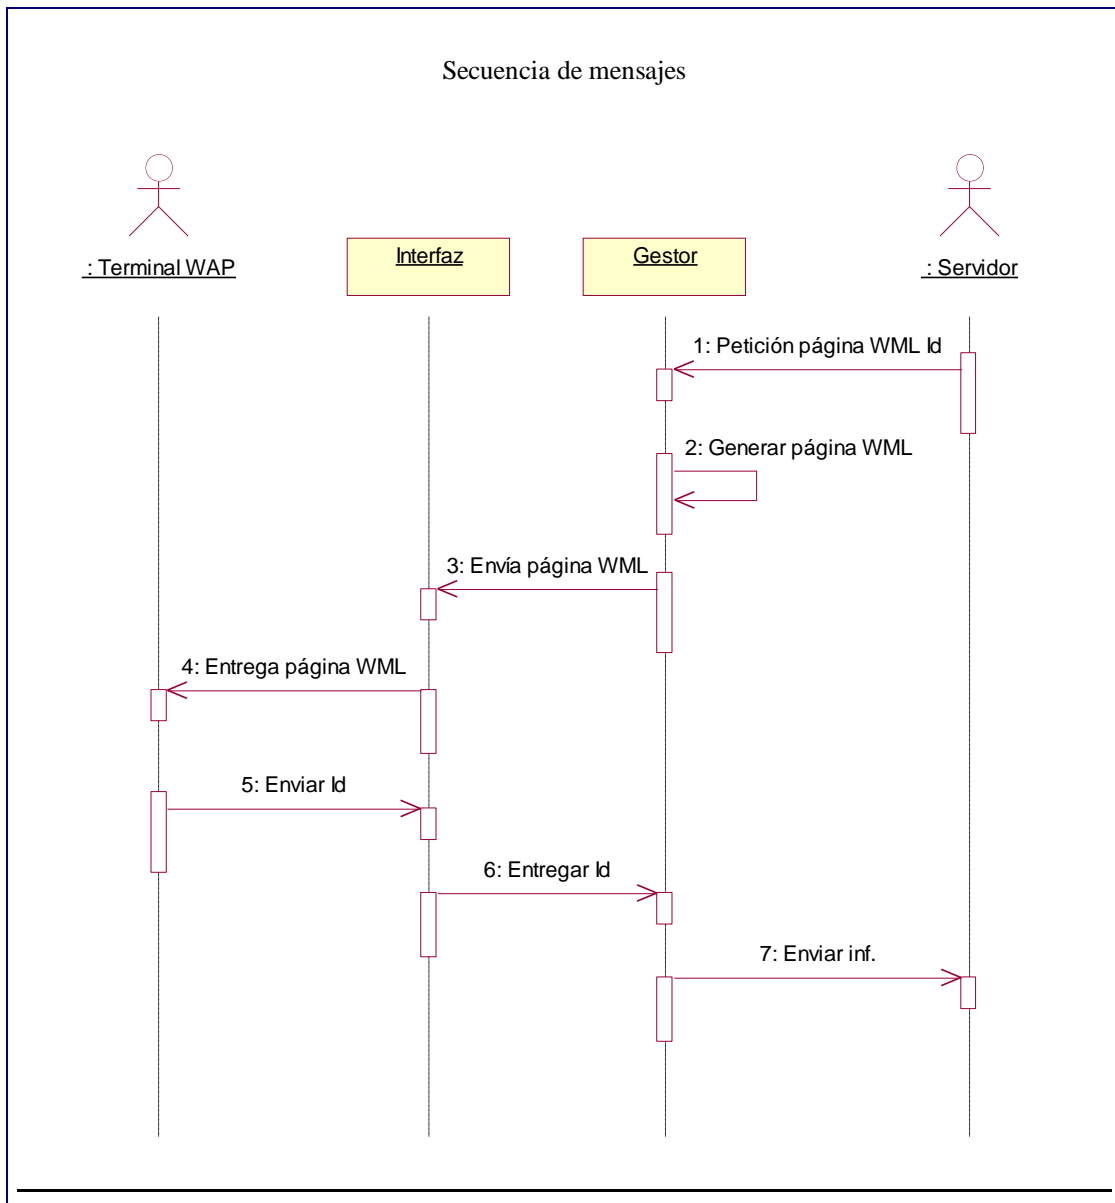 Secuencia de mensajes
: Terminal WAP
Interfaz
Gestor
: Servidor
1: Petición página WML Id
2: Generar página WML
3: Envía página WML
4: Entrega página WML
5: Enviar Id
6: Entregar Id
7: Enviar inf.